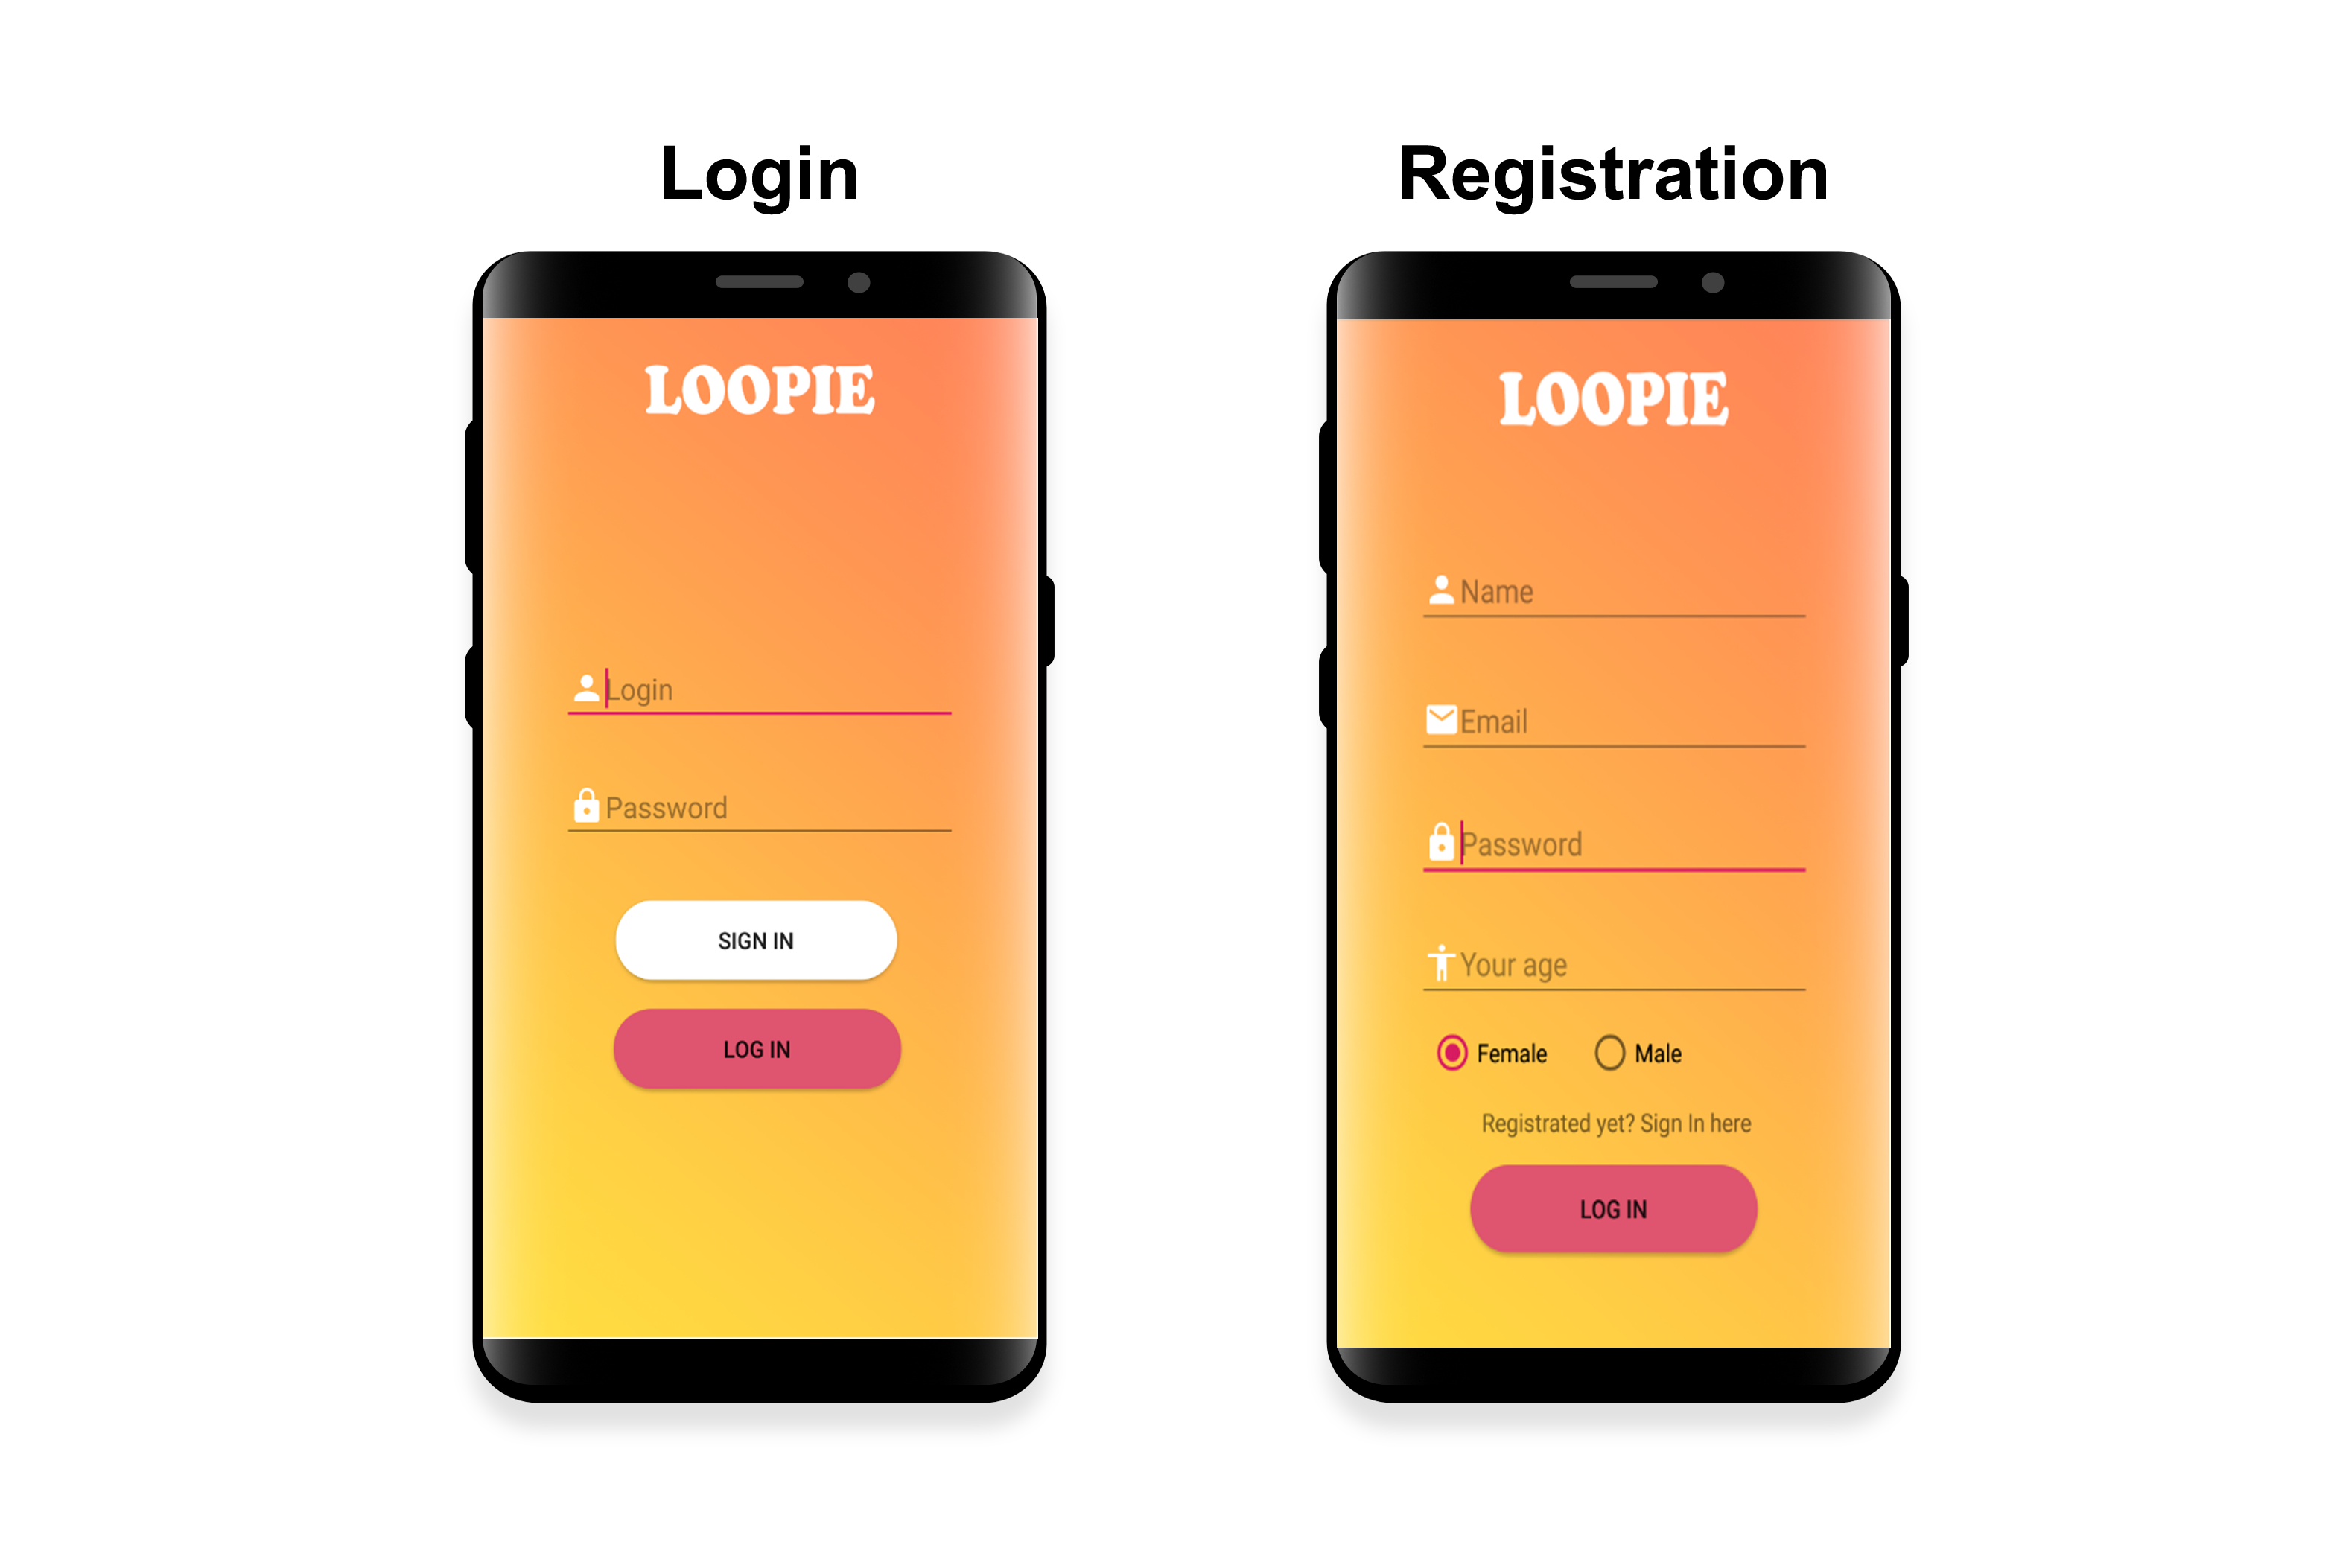 Login
LOOPIE
Login
Password
SIGN IN
LOG IN
Registration
LOOPIE
Name
Email
Password
Your age
Female Male
Registrated yet? Sign In here
LOG IN